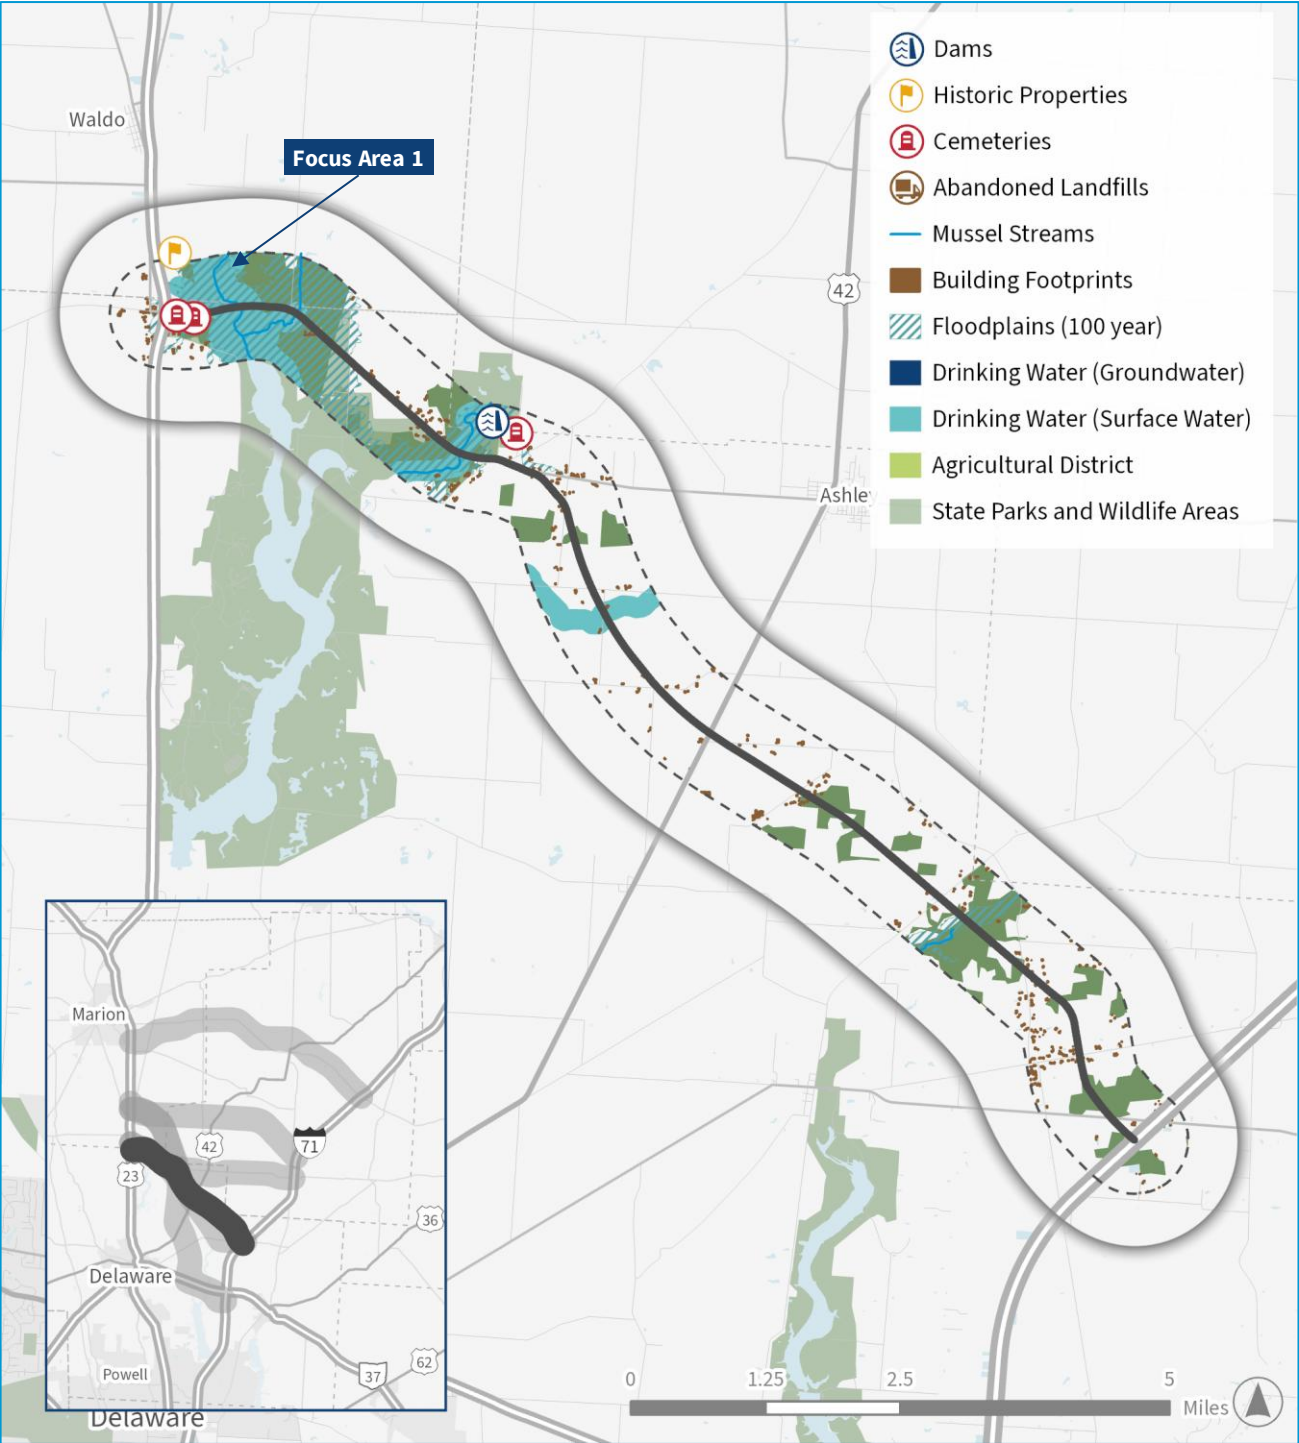 Waldo
Focus Area 1
Dams
Historic Properties
Cemeteries
Abandoned Landfills
Mussel Streams
Building Footprints
Floodplains (100 year)
Drinking Water (Groundwater)
Drinking Water (Surface Water)
Agricultural District
State Parks and Wildlife Areas
42
Ashley
Marion
42
71
23
36
Delaware
Powell
37
62
Delaware
0 1.25 2.5 5
Miles